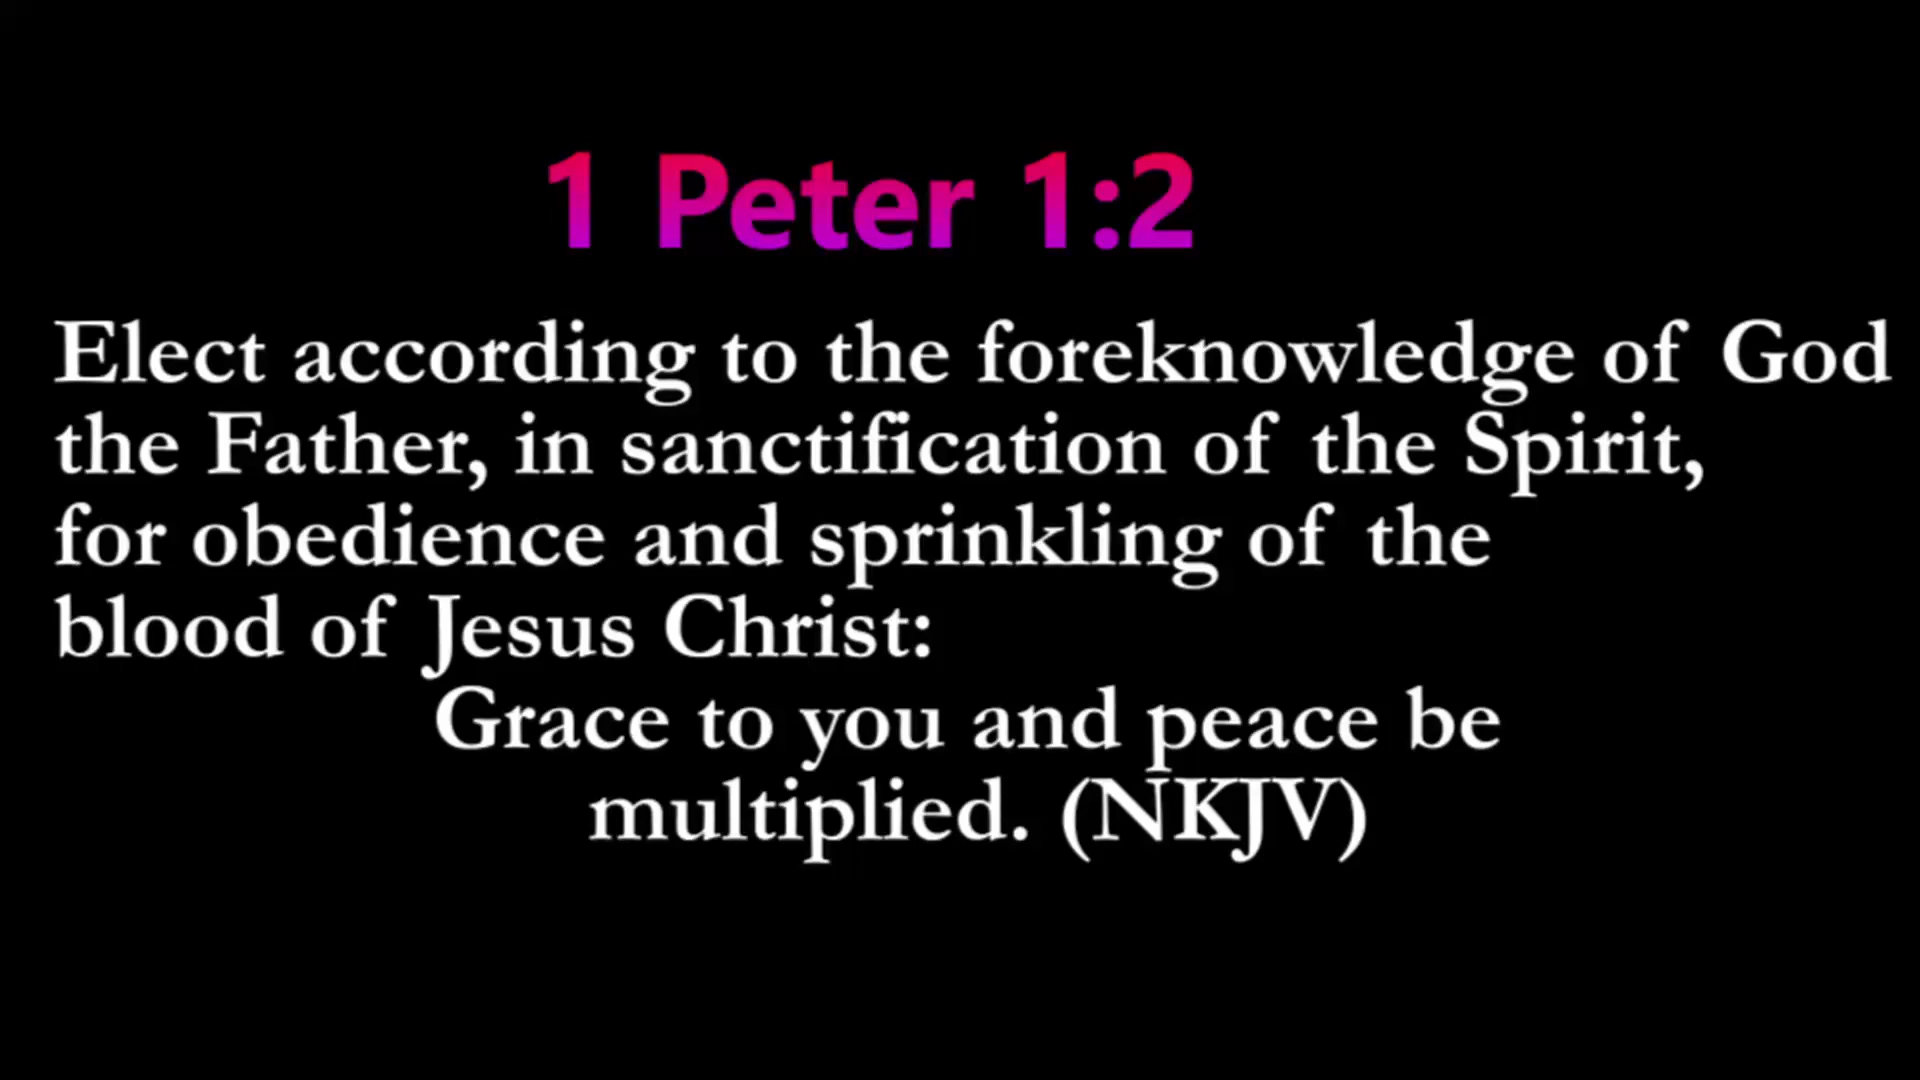 1 Peter 1:2
Elect according to the foreknowledge of God
the Father, in sanctification of the Spirit,
for obedience and sprinkling of the
blood of Jesus Christ:
Grace to you and peace be
multiplied. (NKJV)